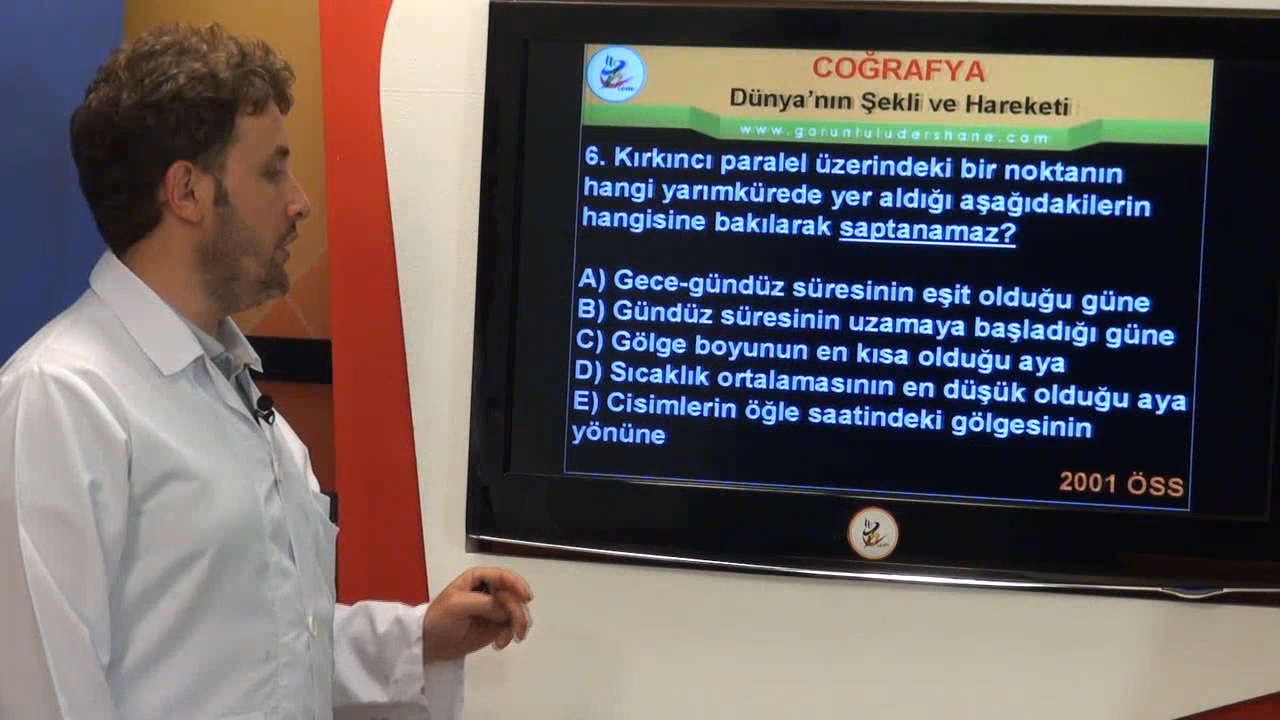 COĞRAFYA
Dünya'nın Şekli ve Hareketi
www.goruntuludershane.com
6. Kırkıncı paralel üzerindeki bir noktanın
hangi yarımkürede yer aldığı aşağıdakilerin
hangisine bakılarak saptanamaz?
A) Gece-gündüz süresinin eşit olduğu güne
B) Gündüz süresinin uzamaya başladığı güne
C) Gölge boyunun en kısa olduğu aya
D) Sıcaklık ortalamasının en düşük olduğu aya
E) Cisimlerin öğle saatindeki gölgesinin
yönüne
2001 ÖSS